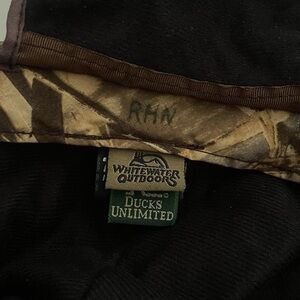 RHN
WHITEWATER
OUTDOORS
DUCKS
UNLIMITED